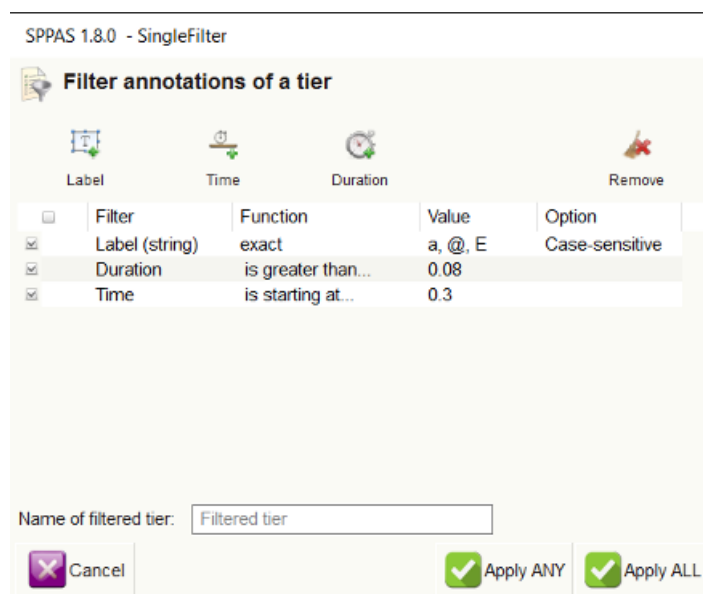 SPPAS 1.8.0 - SingleFilter
Filter annotations of a tier
Label Time Duration Remove
Filter Function Value Option
Label (string) exact a, @, E Case-sensitive
Duration is greater than... 0.08
Time is starting at... 0.3
Name of filtered tier: Filtered tier
Cancel Apply ANY Apply ALL